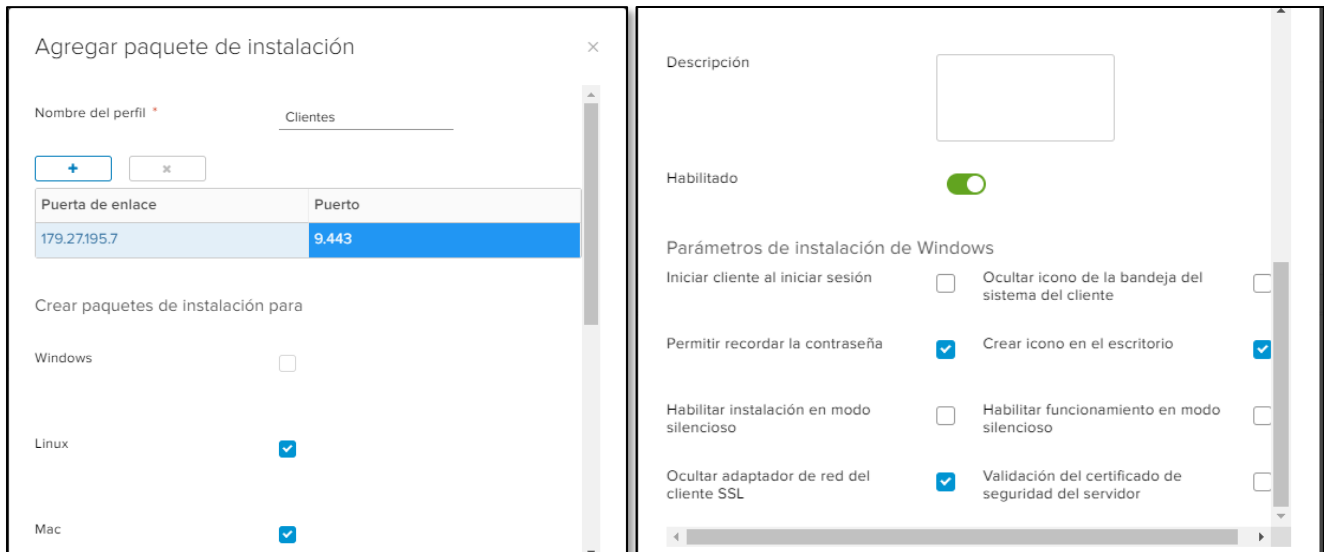 Agregar paquete de instalación
Nombre del perfil *
Clientes
Puerta de enlace
Puerto
179.27.195.7
9.443
Crear paquetes de instalación para
Windows
Linux
Mac
Descripción
Habilitado
Parámetros de instalación de Windows
Iniciar cliente al iniciar sesión
Ocultar icono de la bandeja del
sistema del cliente
Permitir recordar la contraseña
Crear icono en el escritorio
Habilitar instalación en modo
silencioso
Habilitar funcionamiento en modo
silencioso
Ocultar adaptador de red del
cliente SSL
Validación del certificado de
seguridad del servidor